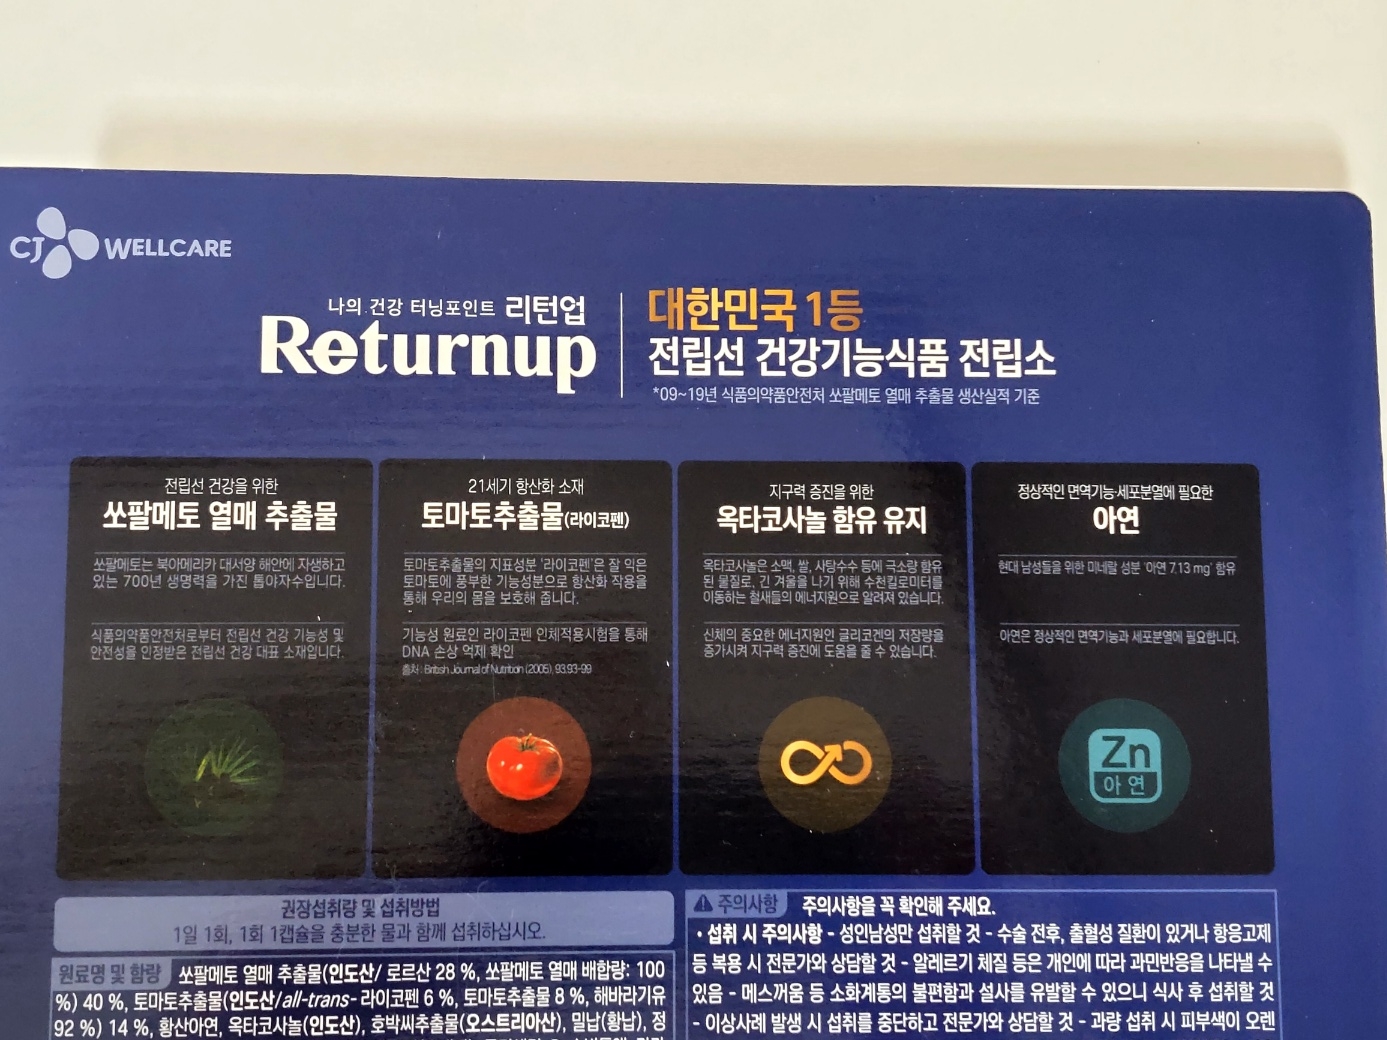 CJ WELLCARE
나의 건강 터닝포인트 리턴업
Returnup
대한민국 1등
전립선 건강기능식품 전립소
*09~19년 식품의약품안전처 쏘팔메토 열매 추출물 생산실적 기준
전립선 건강을 위한
쏘팔메토 열매 추출물
쏘팔메토는 북아메리카 대서양 해안에 자생하고
있는 700년 생명력을 가진 톱야자수입니다.
식품의약품안전처로부터 전립선 건강 기능성 및
안전성을 인정받은 전립선 건강 대표 소재입니다.
21세기 항산화 소재
토마토추출물(라이코펜)
토마토추출물의 지표성분 '라이코펜'은 잘 익은
토마토에 풍부한 기능성분으로 항산화 작용을
통해 우리의 몸을 보호해 줍니다.
기능성 원료인 라이코펜 인체적용시험을 통해
DNA 손상 억제 확인
출처 : British Journal of Nutrition (2005), 93.93-99
지구력 증진을 위한
옥타코사놀 함유 유지
옥타코사놀은 소맥, 쌀, 사탕수수 등에 극소량 함유
된 물질로, 긴 겨울을 나기 위해 수천킬로미터를
이동하는 철새들의 에너지원으로 알려져 있습니다.
신체의 중요한 에너지원인 글리코겐의 저장량을
증가시켜 지구력 증진에 도움을 줄 수 있습니다.
정상적인 면역기능·세포분열에 필요한
아연
현대 남성들을 위한 미네랄 성분 '아연 7.13 mg' 함유
아연은 정상적인 면역기능과 세포분열에 필요합니다.
Zn
아연
권장섭취량 및 섭취방법
1일 1회, 1회 1캡슐을 충분한 물과 함께 섭취하십시오.
원료명 및 함량 쏘팔메토 열매 추출물(인도산/ 로르산 28 %, 쏘팔메토 열매 배합량: 100
%) 40 %, 토마토추출물(인도산/all-trans-라이코펜 6 %, 토마토추출물 8 %, 해바라기유
92 %) 14 %, 황산아연, 옥타코사놀(인도산), 호박씨추출물(오스트리아산), 밀납(황납), 정
주의사항 주의사항을 꼭 확인해 주세요.
• 섭취 시 주의사항 - 성인남성만 섭취할 것 - 수술 전후, 출혈성 질환이 있거나 항응고제
등 복용 시 전문가와 상담할 것 - 알레르기 체질 등은 개인에 따라 과민반응을 나타낼 수
있음 - 메스꺼움 등 소화계통의 불편함과 설사를 유발할 수 있으니 식사 후 섭취할 것
- 이상사례 발생 시 섭취를 중단하고 전문가와 상담할 것 - 과량 섭취 시 피부색이 오렌